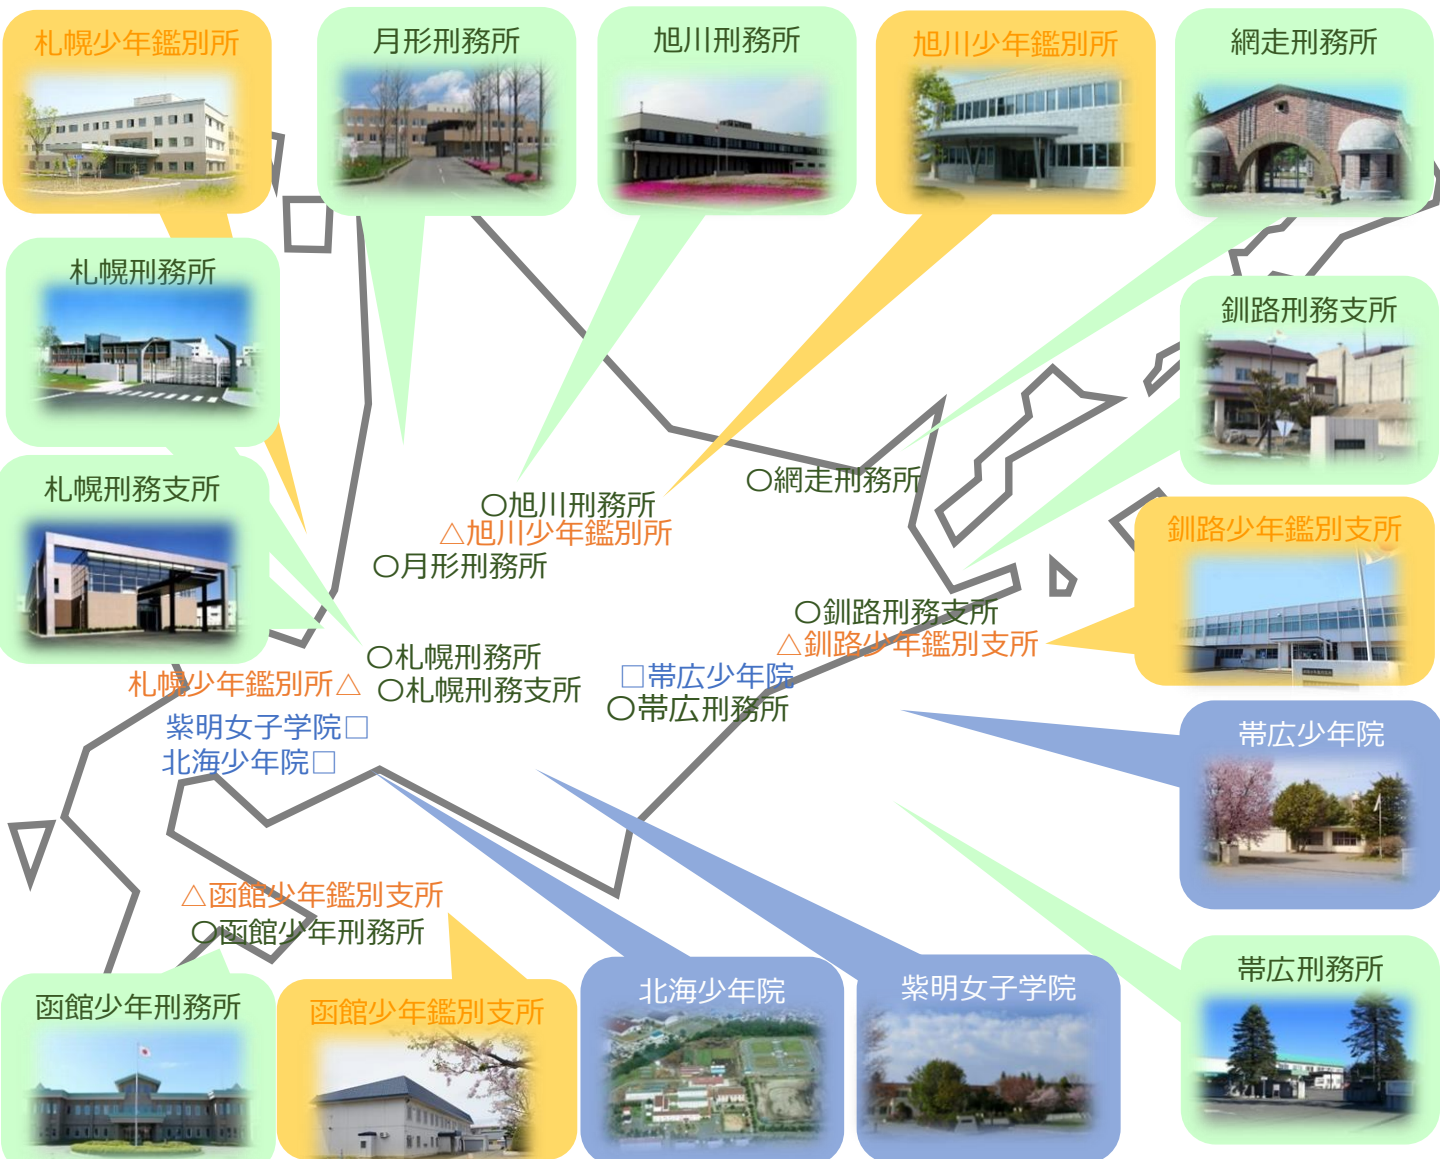 札幌少年鑑別所
月形刑務所
旭川刑務所
旭川少年鑑別所
網走刑務所
札幌刑務所
釧路刑務支所
札幌刑務支所
○網走刑務所
○旭川刑務所
△旭川少年鑑別所
釧路少年鑑別支所
○月形刑務所
○釧路刑務支所
△釧路少年鑑別支所
○札幌刑務所
札幌少年鑑別所△
○札幌刑務支所
□帯広少年院
○帯広刑務所
紫明女子学院□
北海少年院□
帯広少年院
△函館少年鑑別支所
○函館少年刑務所
帯広刑務所
函館少年刑務所
函館少年鑑別支所
北海少年院
紫明女子学院